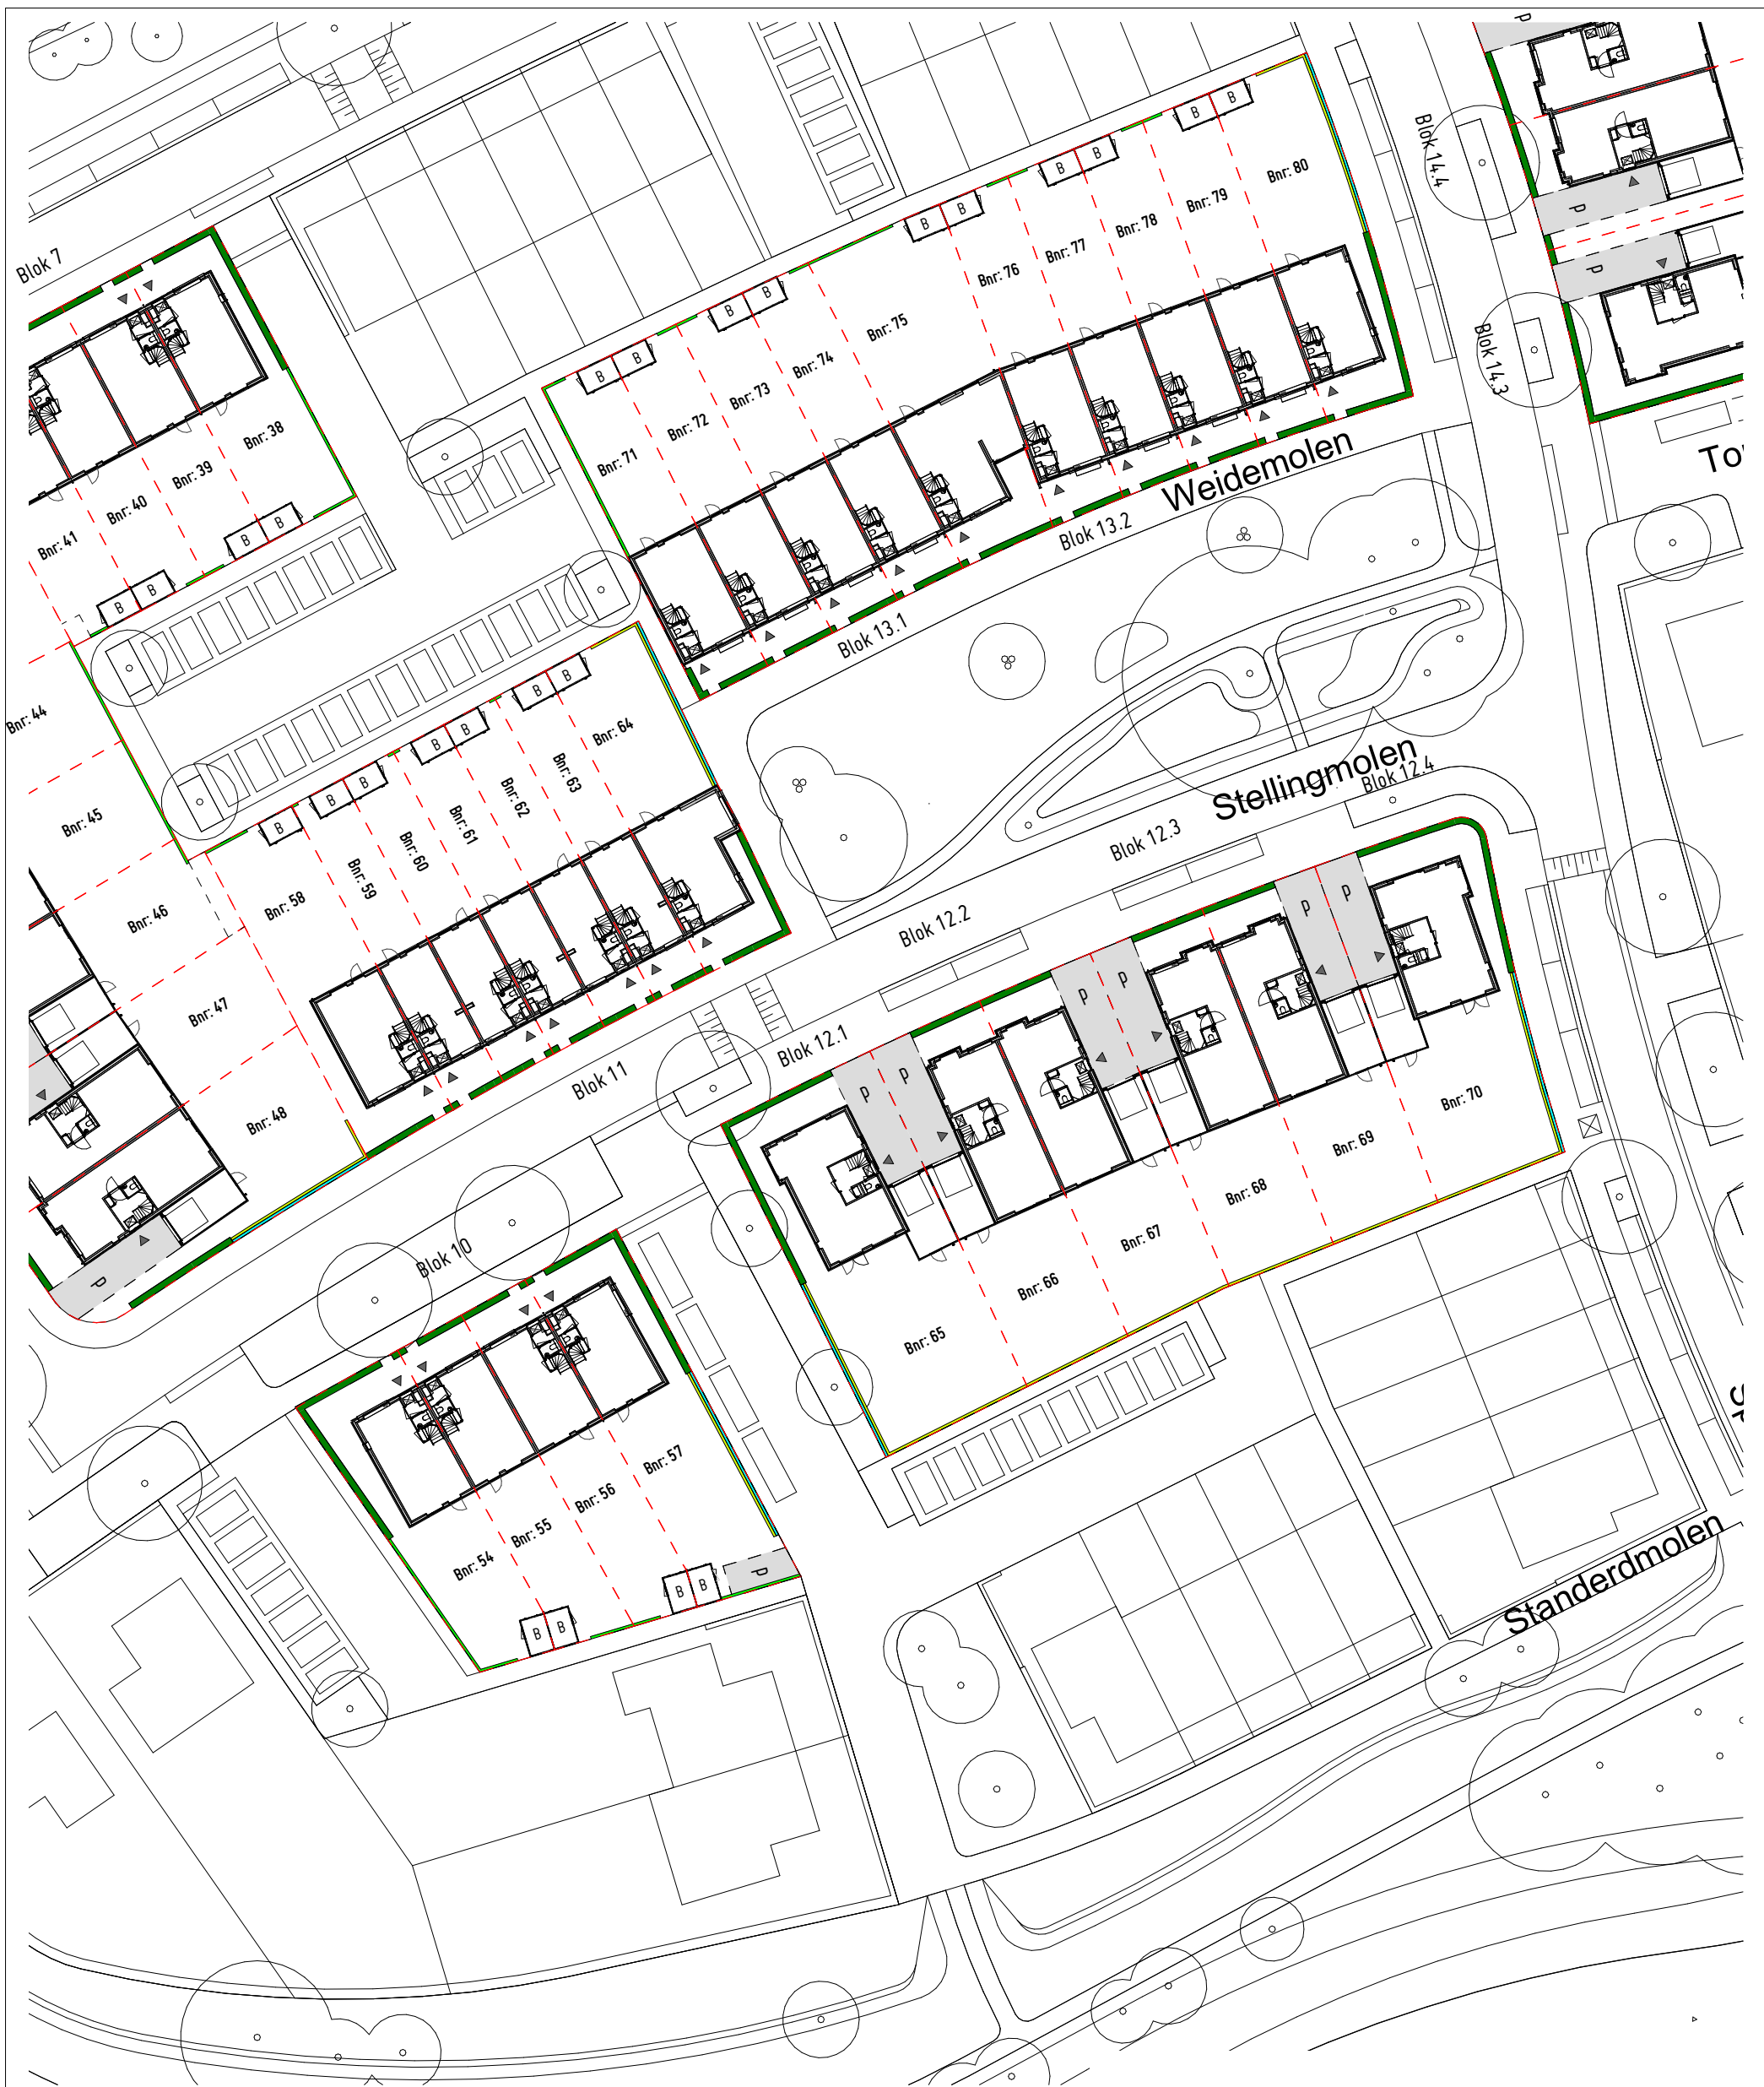 P
Blok 14.4
B B
Bnr: 80
Bnr: 79
Bnr: 78
Bnr: 77
Bnr: 76
B B
P
P
B B
Blok 7
Bnr: 75
Bnr: 74
Bnr: 73
Bnr: 72
Bnr: 71
B B
B B
Blok 14.3
Bnr: 38
Bnr: 39
Bnr: 40
Bnr: 41
B B
B B
Weidemolen
Blok 13.2
Blok 13.1
Bnr: 44
Bnr: 45
Bnr: 46
Bnr: 47
Bnr: 48
B B
B B
B B
B
Bnr: 64
Bnr: 63
Bnr: 62
Bnr: 61
Bnr: 60
Bnr: 59
Bnr: 58
Stellingmolen
Blok 12.4
Blok 12.3
Blok 12.2
Blok 12.1
Blok 11
P P
P P
P P
Bnr: 70
Bnr: 69
Bnr: 68
Bnr: 67
Bnr: 66
Bnr: 65
P
Blok 10
Bnr: 57
Bnr: 56
Bnr: 55
Bnr: 54
B B
B B
P
Standerdmolen